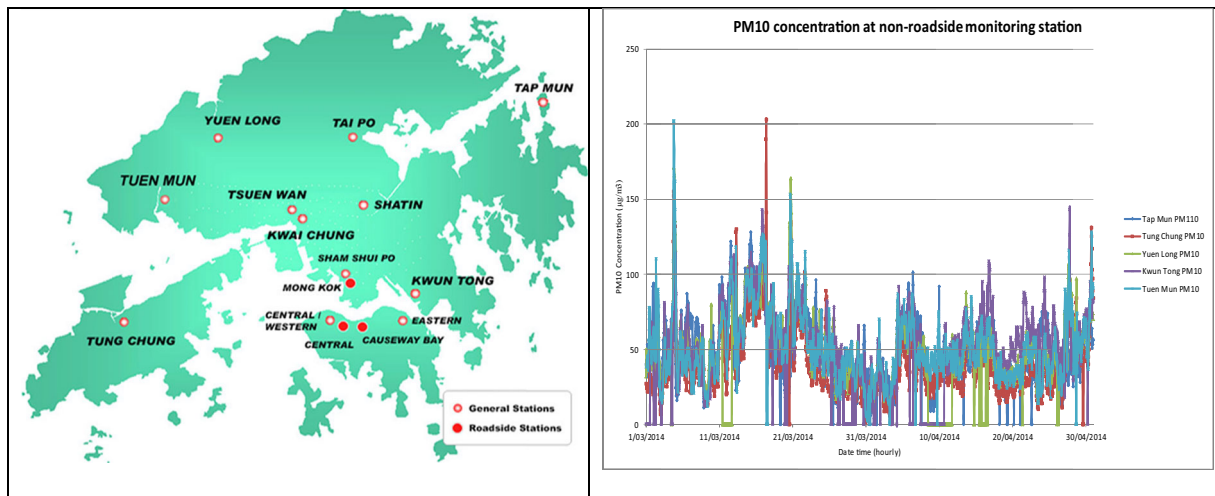 TAP MUN
YUEN LONG
TAI PO
TUEN MUN
TSUEN WAN
SHATIN
KWAI CHUNG
SHAM SHUI PO
MONG KOK
KWUN TONG
CENTRAL /
WESTERN
EASTERN
CENTRAL
CAUSEWAY BAY
TUNG CHUNG
General Stations
Roadside Stations
PM10 concentration at non-roadside monitoring station
250
200
150
100
50
0
PM10 Concentration (µg/m3)
1/03/2014 11/03/2014 21/03/2014 31/03/2014 10/04/2014 20/04/2014 30/04/2014
Date time (hourly)
Tap Mun PM110
Tung Chung PM10
Yuen Long PM10
Kwun Tong PM10
Tuen Mun PM10